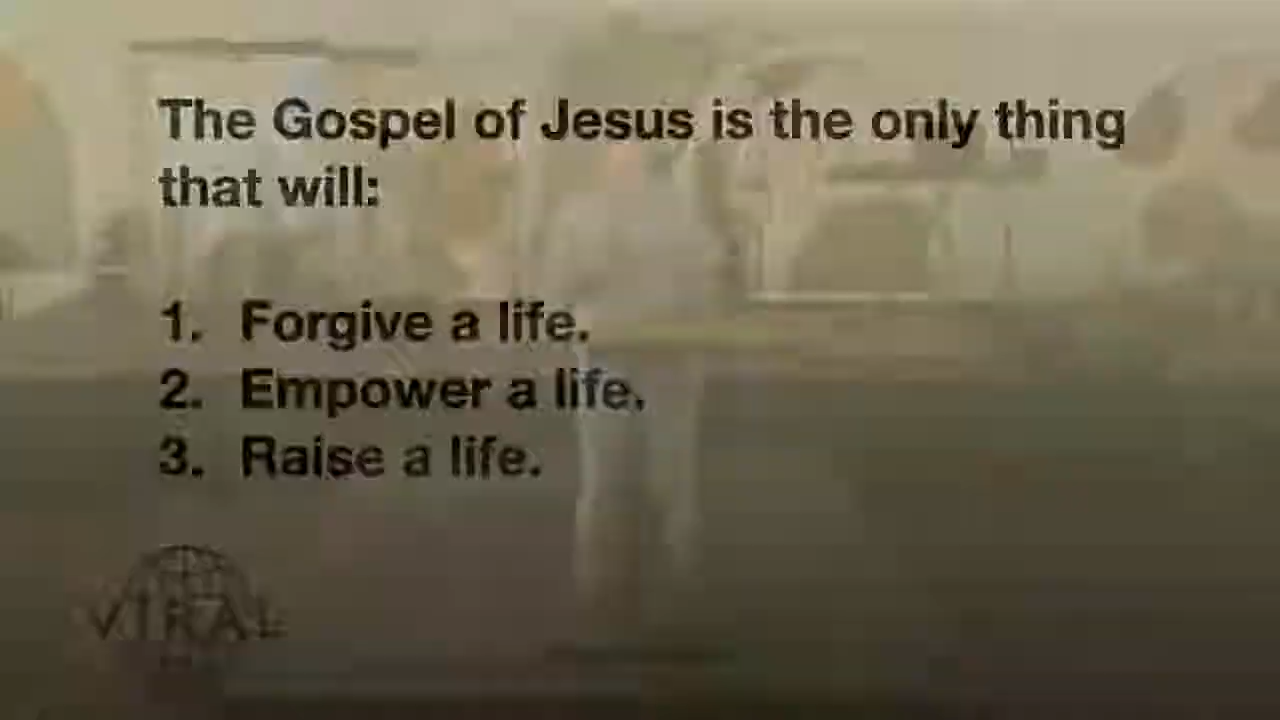 The Gospel of Jesus is the only thing
that will:
1. Forgive a life.
2. Empower a life.
3. Raise a life.
VIRAL